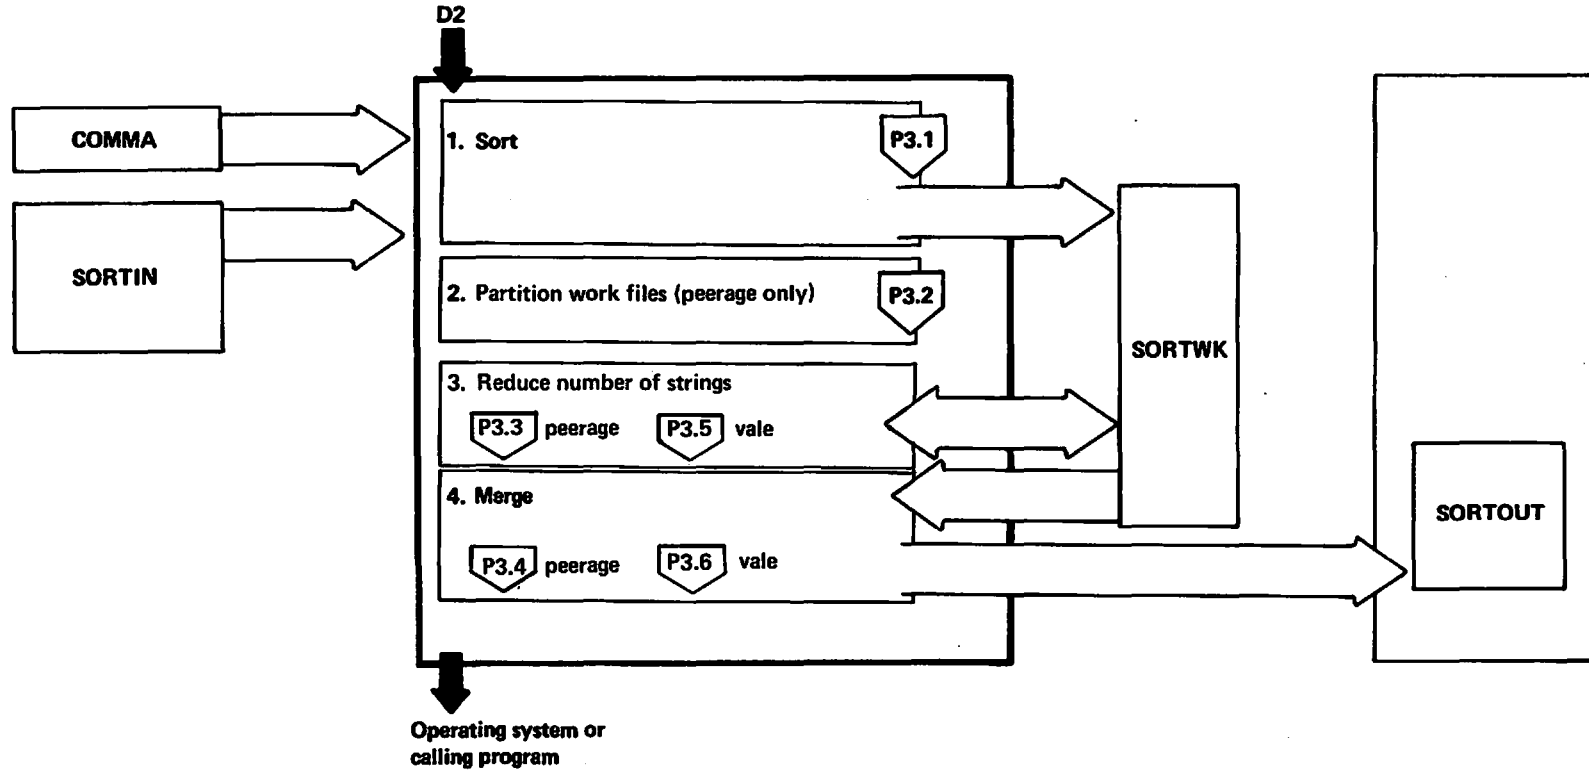 D2
COMMA
SORTIN
1. Sort
P3.1
2. Partition work files (peerage only)
P3.2
3. Reduce number of strings
P3.3 peerage P3.5 vale
4. Merge
P3.4 peerage P3.6 vale
SORTWK
SORTOUT
Operating system or
calling program